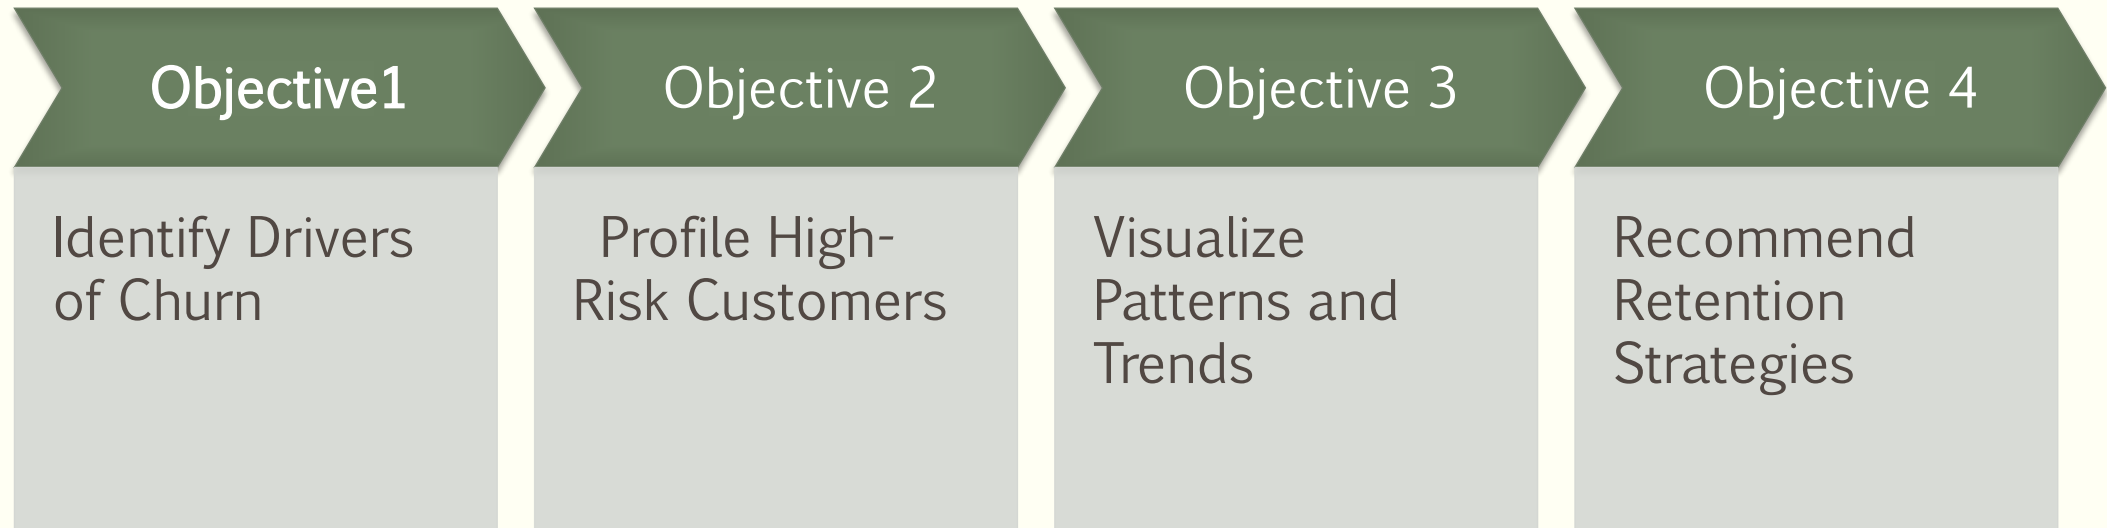 Objective1
Identify Drivers
of Churn
Objective 2
Profile High-
Risk Customers
Objective 3
Visualize
Patterns and
Trends
Objective 4
Recommend
Retention
Strategies